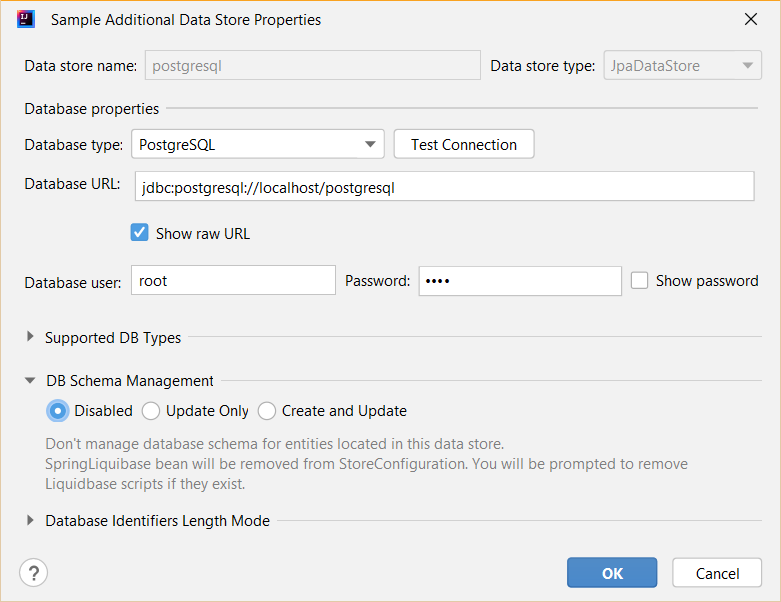 Sample Additional Data Store Properties
Data store name: postgresql Data store type: JpaDataStore
Database properties
Database type: PostgreSQL Test Connection
Database URL: jdbc:postgresql://localhost/postgresql
Show raw URL
Database user: root Password: •••• Show password
Supported DB Types
DB Schema Management
Disabled Update Only Create and Update
Don't manage database schema for entities located in this data store.
SpringLiquibase bean will be removed from StoreConfiguration. You will be prompted to remove
Liquidbase scripts if they exist.
Database Identifiers Length Mode
? OK Cancel